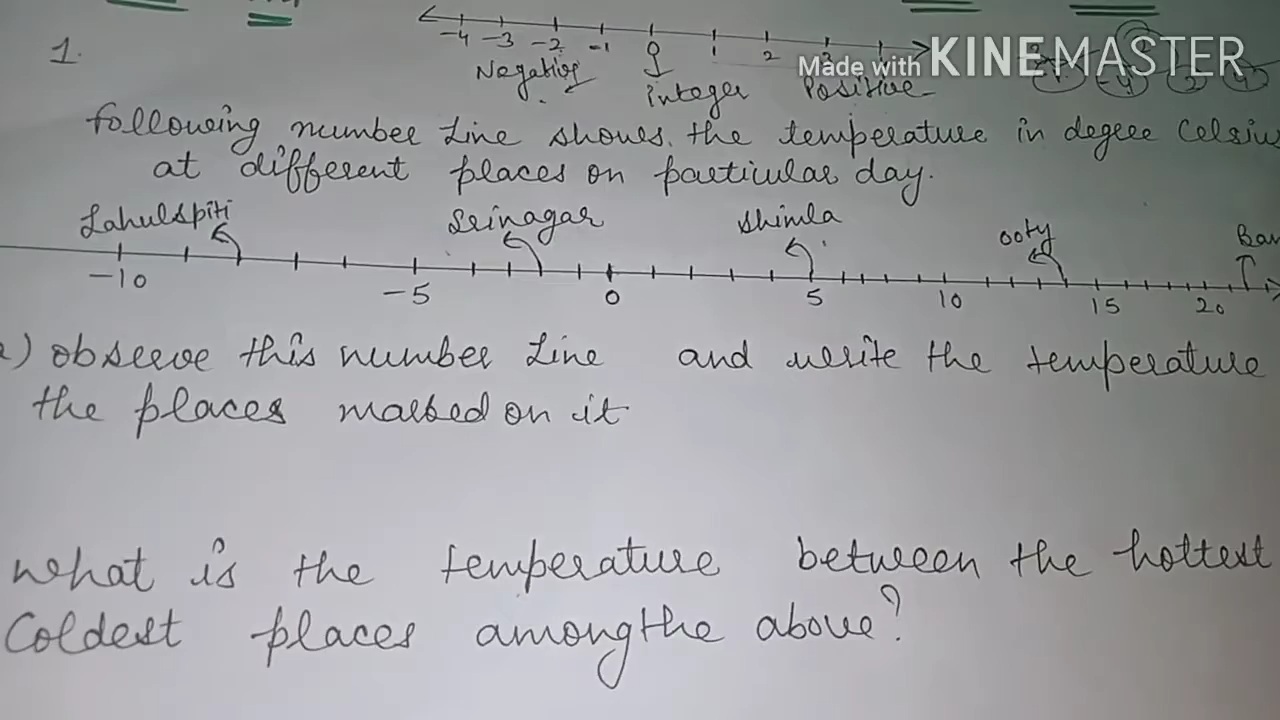 -4 -3 -2 -1 0 1 2 3
1.
Negative Integer Positive
Made with KINEMASTER
following number Line shows the temperature in degree Celsius
at different places on particular day.
Lahulspiti Srinagar Shimla ooty Ban
-10 -5 0 5 10 15 20
a) observe this number Line and write the temperature
the places marked on it
What is the temperature between the hottest
Coldest places among the above?